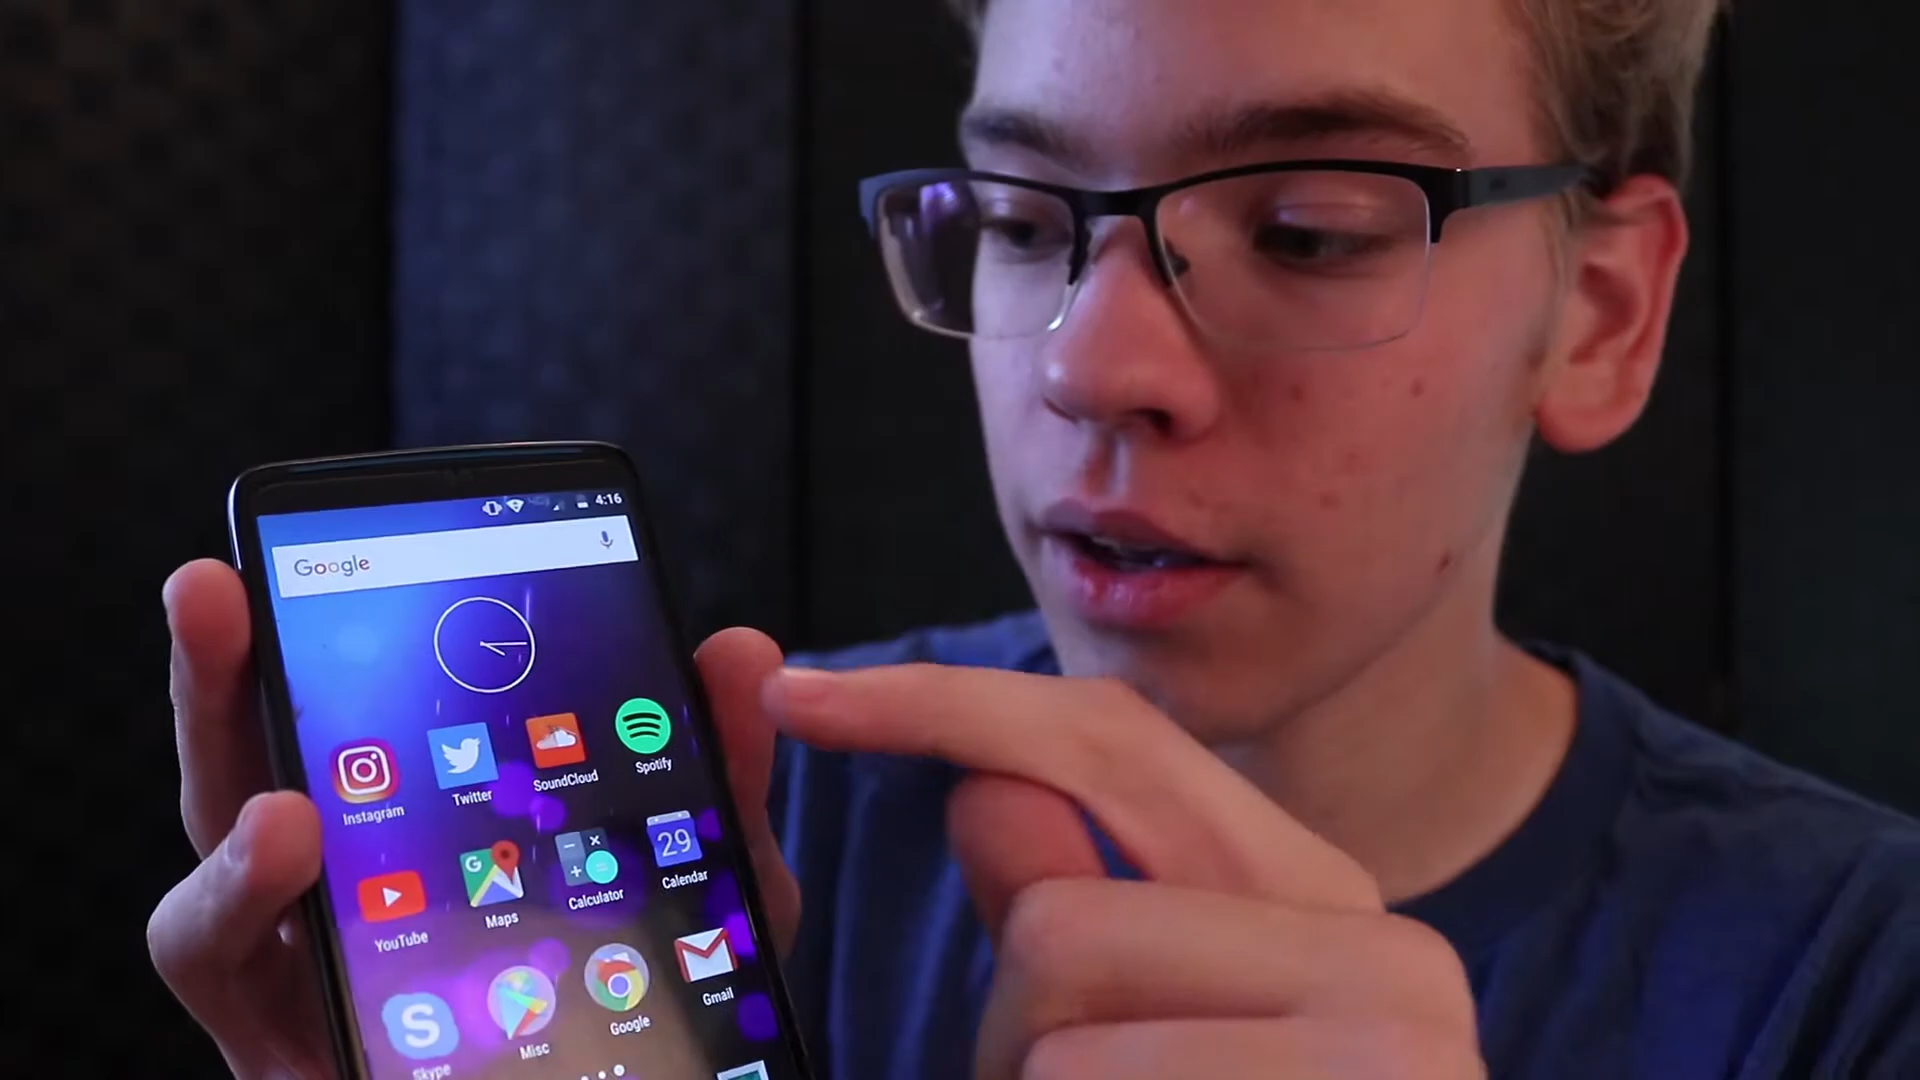 4:16
Google
Instagram
Twitter
SoundCloud
Spotify
YouTube
G
Maps
Calculator
29
Calendar
S
Skype
Misc
Google
Gmail